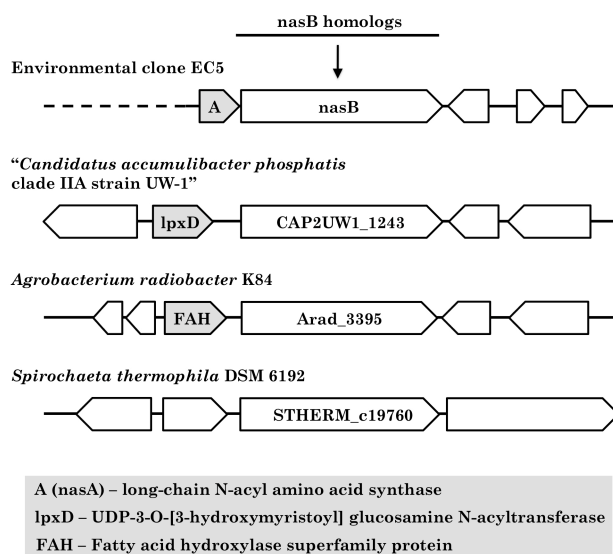 nasB homologs
Environmental clone EC5
A
nasB
“Candidatus accumulibacter phosphatis
clade IIA strain UW-1”
lpxD
CAP2UW1_1243
Agrobacterium radiobacter K84
FAH
Arad_3395
Spirochaeta thermophila DSM 6192
STHERM_c19760
A (nasA) – long-chain N-acyl amino acid synthase
lpxD – UDP-3-O-[3-hydroxymyristoyl] glucosamine N-acyltransferase
FAH – Fatty acid hydroxylase superfamily protein